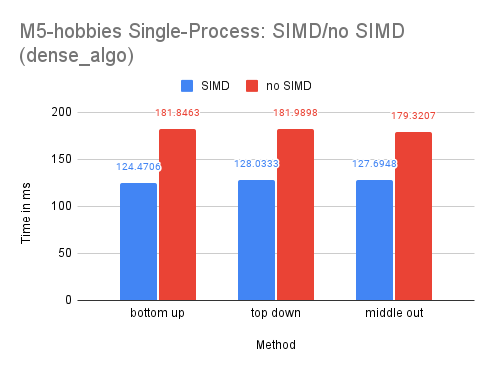 M5-hobbies Single-Process: SIMD/no SIMD
(dense_algo)
SIMD no SIMD
200
150
100
50
0
Time in ms
181.8463
181.9898
179.3207
124.4706
128.0333
127.6948
bottom up
top down
middle out
Method